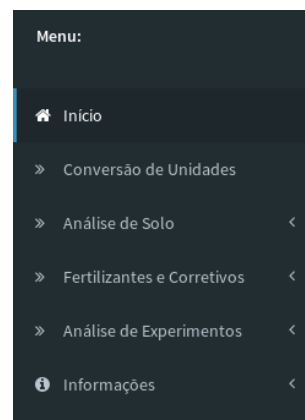 Menu:
Início
Conversão de Unidades
Análise de Solo
Fertilizantes e Corretivos
Análise de Experimentos
Informações